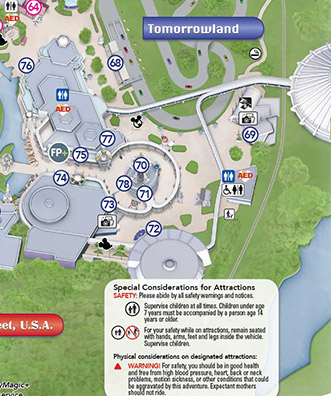 64
AED
Tomorrowland
76
68
AED
77
69
FP+
75
70
74
78
71
AED
73
72
Special Considerations for Attractions
SAFETY: Please abide by all safety warnings and notices.
Supervise children at all times. Children under age
7 years must be accompanied by a person age 14
years or older.
For your safety while on attractions, remain seated
with hands, arms, feet and legs inside the vehicle.
Supervise children.
eet, U.S.A.
Physical considerations on designated attractions:
WARNING! For safety, you should be in good health
and free from high blood pressure, heart, back or neck
problems, motion sickness, or other conditions that could
be aggravated by this adventure. Expectant mothers
should not ride.
yMagic+
ervice